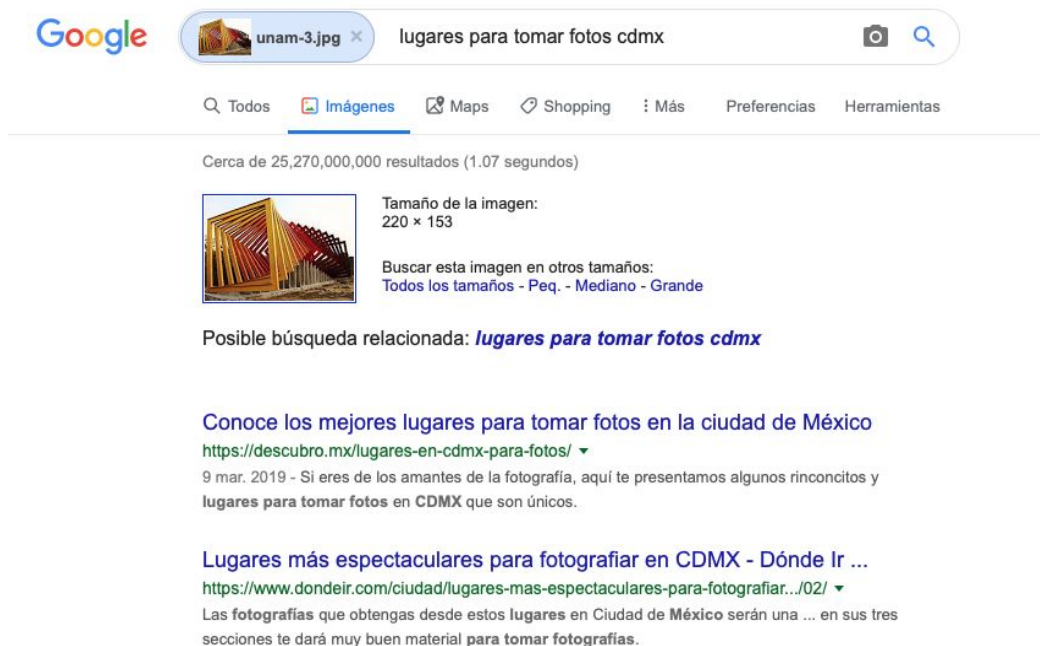 Google unam-3.jpg × lugares para tomar fotos cdmx
Todos Imágenes Maps Shopping Más Preferencias Herramientas
Cerca de 25,270,000,000 resultados (1.07 segundos)
Tamaño de la imagen:
220 × 153
Buscar esta imagen en otros tamaños:
Todos los tamaños - Peq. - Mediano - Grande
Posible búsqueda relacionada: lugares para tomar fotos cdmx
Conoce los mejores lugares para tomar fotos en la ciudad de México
https://descubro.mx/lugares-en-cdmx-para-fotos/
9 mar. 2019 - Si eres de los amantes de la fotografía, aquí te presentamos algunos rinconcitos y
lugares para tomar fotos en CDMX que son únicos.
Lugares más espectaculares para fotografiar en CDMX - Dónde Ir ...
https://www.dondeir.com/ciudad/lugares-mas-espectaculares-para-fotografiar.../02/
Las fotografías que obtengas desde estos lugares en Ciudad de México serán una ... en sus tres
secciones te dará muy buen material para tomar fotografías.